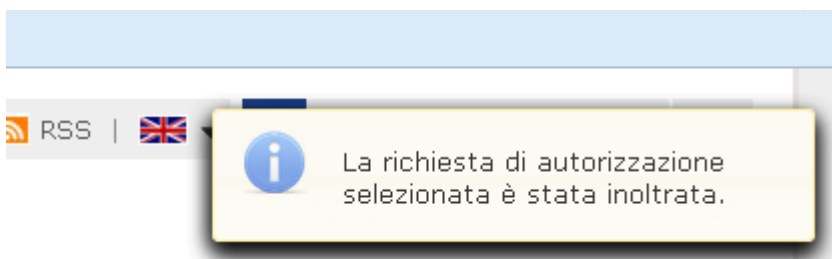 RSS |
La richiesta di autorizzazione
selezionata è stata inoltrata.